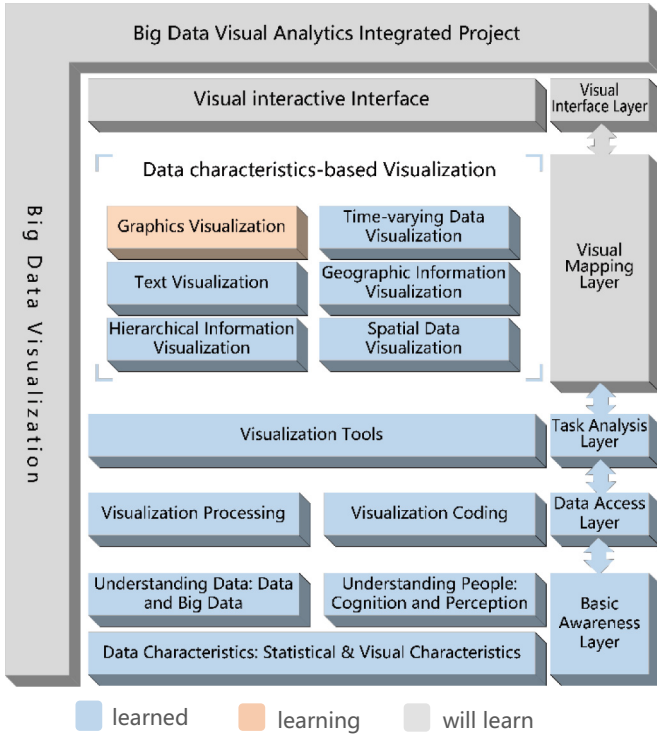 Big Data Visual Analytics Integrated Project
Big Data Visualization
Visual interactive Interface
Visual
Interface Layer
Data characteristics-based Visualization
Graphics Visualization
Time-varying Data
Visualization
Text Visualization
Geographic Information
Visualization
Hierarchical Information
Visualization
Spatial Data
Visualization
Visual
Mapping
Layer
Visualization Tools
Task Analysis
Layer
Visualization Processing
Visualization Coding
Data Access
Layer
Understanding Data: Data
and Big Data
Understanding People:
Cognition and Perception
Data Characteristics: Statistical & Visual Characteristics
Basic
Awareness
Layer
learned
learning
will learn